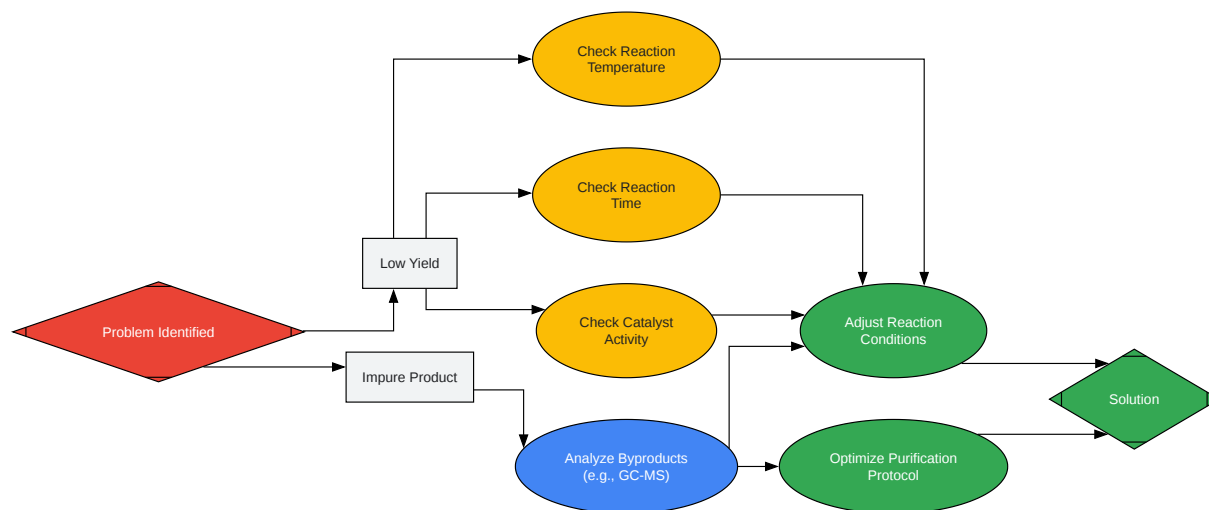 Check Reaction
Temperature
Check Reaction
Time
Low Yield
Problem Identified
Check Catalyst
Activity
Adjust Reaction
Conditions
Impure Product
Solution
Analyze Byproducts
(e.g., GC-MS)
Optimize Purification
Protocol